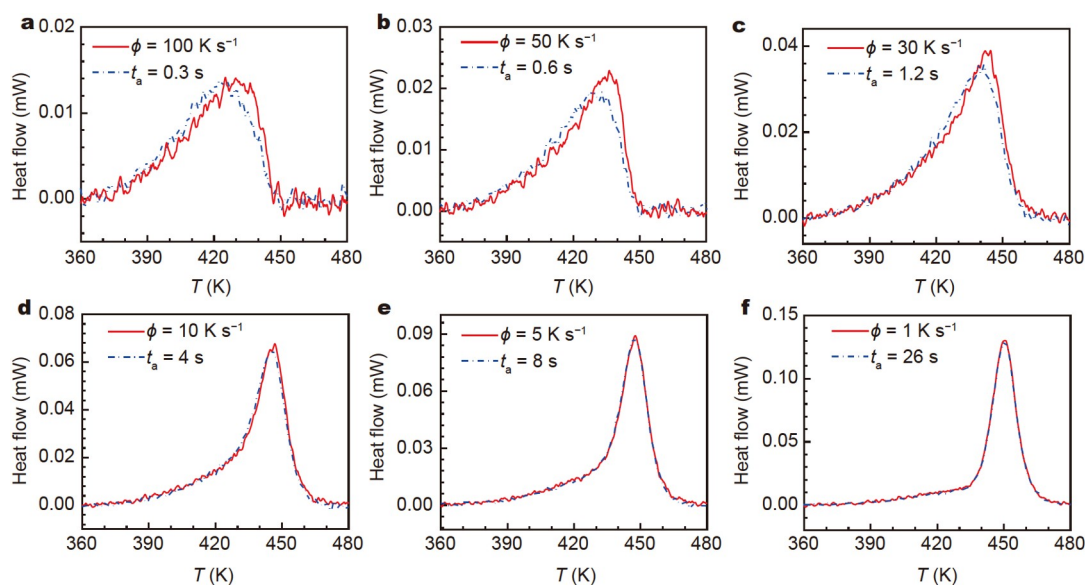 a
0.02
ϕ = 100 K s⁻¹
tₐ = 0.3 s
0.01
0.00
Heat flow (mW)
360 390 420 450 480
T (K)
b
0.03
ϕ = 50 K s⁻¹
tₐ = 0.6 s
0.02
0.01
0.00
Heat flow (mW)
360 390 420 450 480
T (K)
c
0.04
ϕ = 30 K s⁻¹
tₐ = 1.2 s
0.02
0.00
Heat flow (mW)
360 390 420 450 480
T (K)
d
0.08
ϕ = 10 K s⁻¹
tₐ = 4 s
0.06
0.04
0.02
0.00
Heat flow (mW)
360 390 420 450 480
T (K)
e
0.09
ϕ = 5 K s⁻¹
tₐ = 8 s
0.06
0.03
0.00
Heat flow (mW)
360 390 420 450 480
T (K)
f
0.15
ϕ = 1 K s⁻¹
tₐ = 26 s
0.10
0.05
0.00
Heat flow (mW)
360 390 420 450 480
T (K)